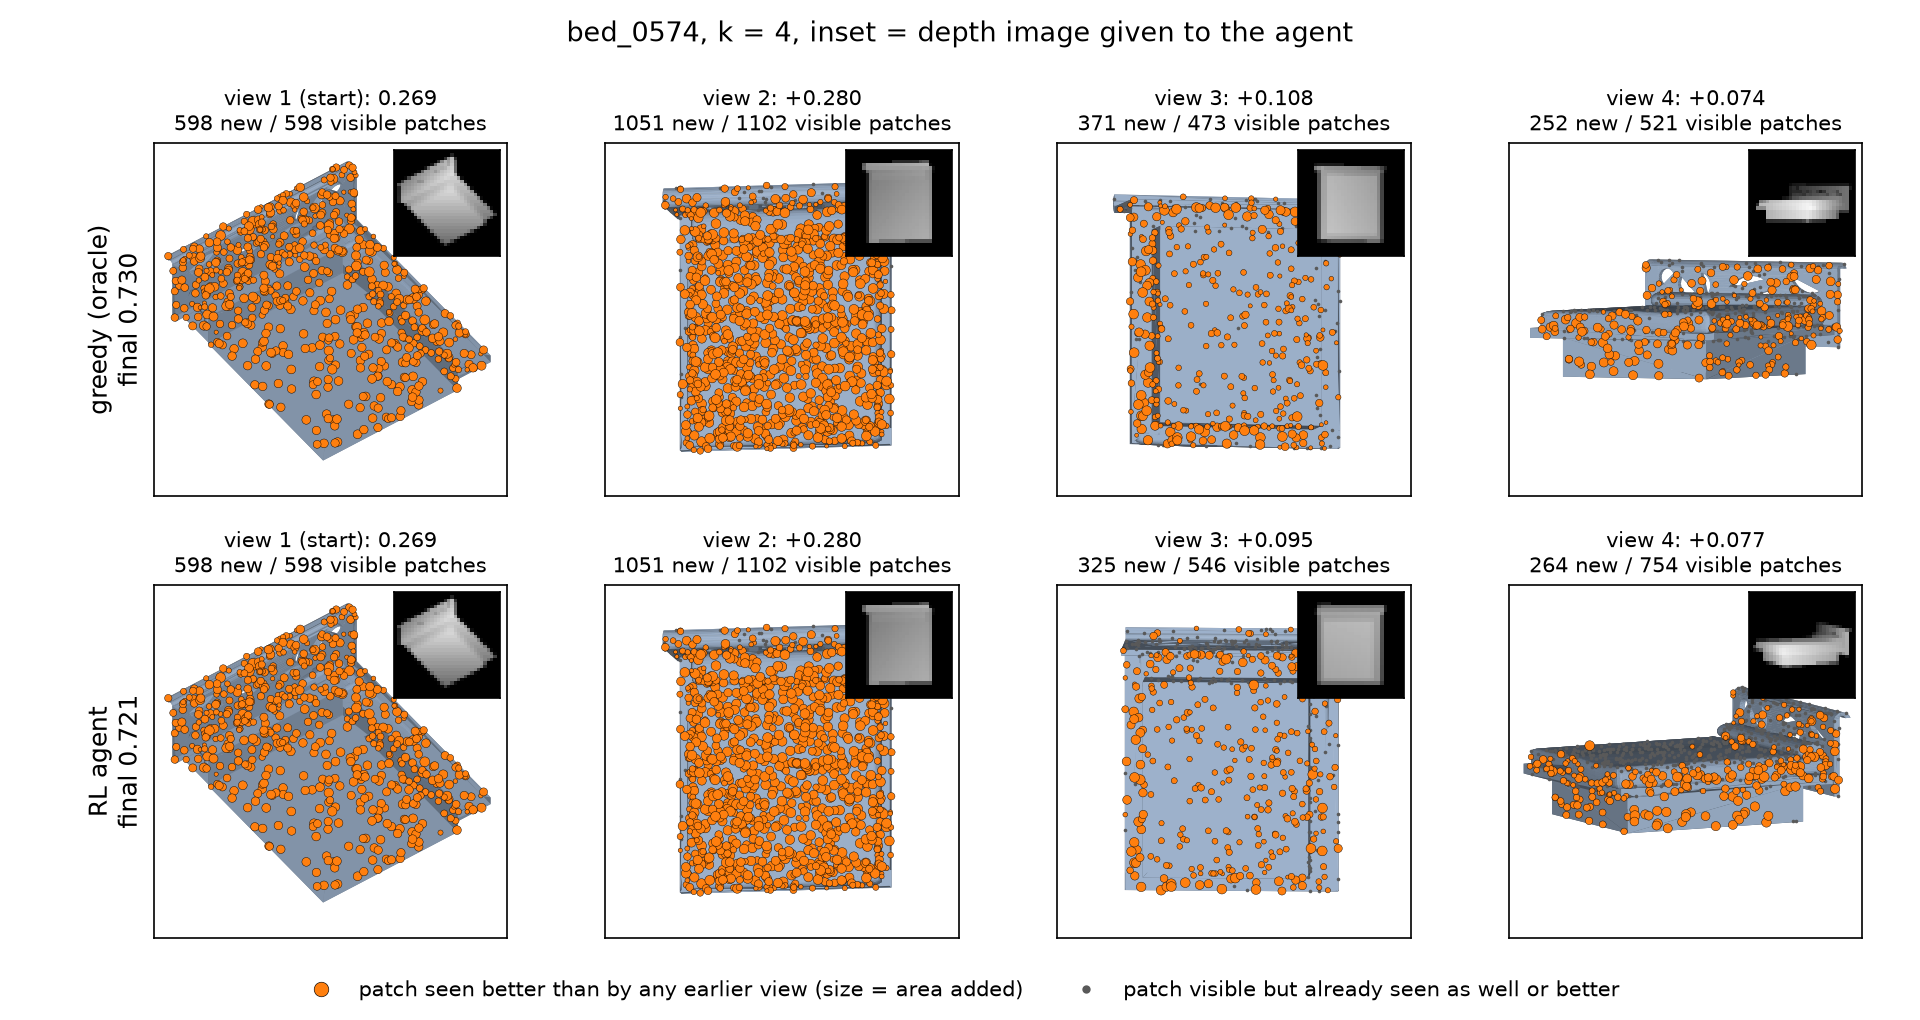 bed_0574, k = 4, inset = depth image given to the agent
greedy (oracle)
final 0.730
view 1 (start): 0.269
598 new / 598 visible patches
view 2: +0.280
1051 new / 1102 visible patches
view 3: +0.108
371 new / 473 visible patches
view 4: +0.074
252 new / 521 visible patches
RL agent
final 0.721
view 1 (start): 0.269
598 new / 598 visible patches
view 2: +0.280
1051 new / 1102 visible patches
view 3: +0.095
325 new / 546 visible patches
view 4: +0.077
264 new / 754 visible patches
patch seen better than by any earlier view (size = area added)
patch visible but already seen as well or better